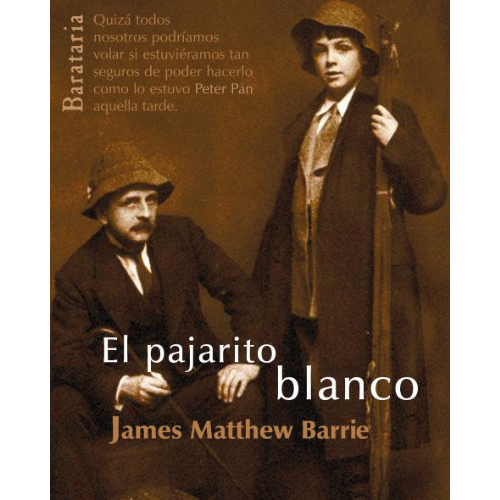 Barataria
Quizá todos
nosotros podríamos
volar si estuviéramos tan
seguros de poder hacerlo
como lo estuvo Peter Pán
aquella tarde.
El pajarito
blanco
James Matthew Barrie